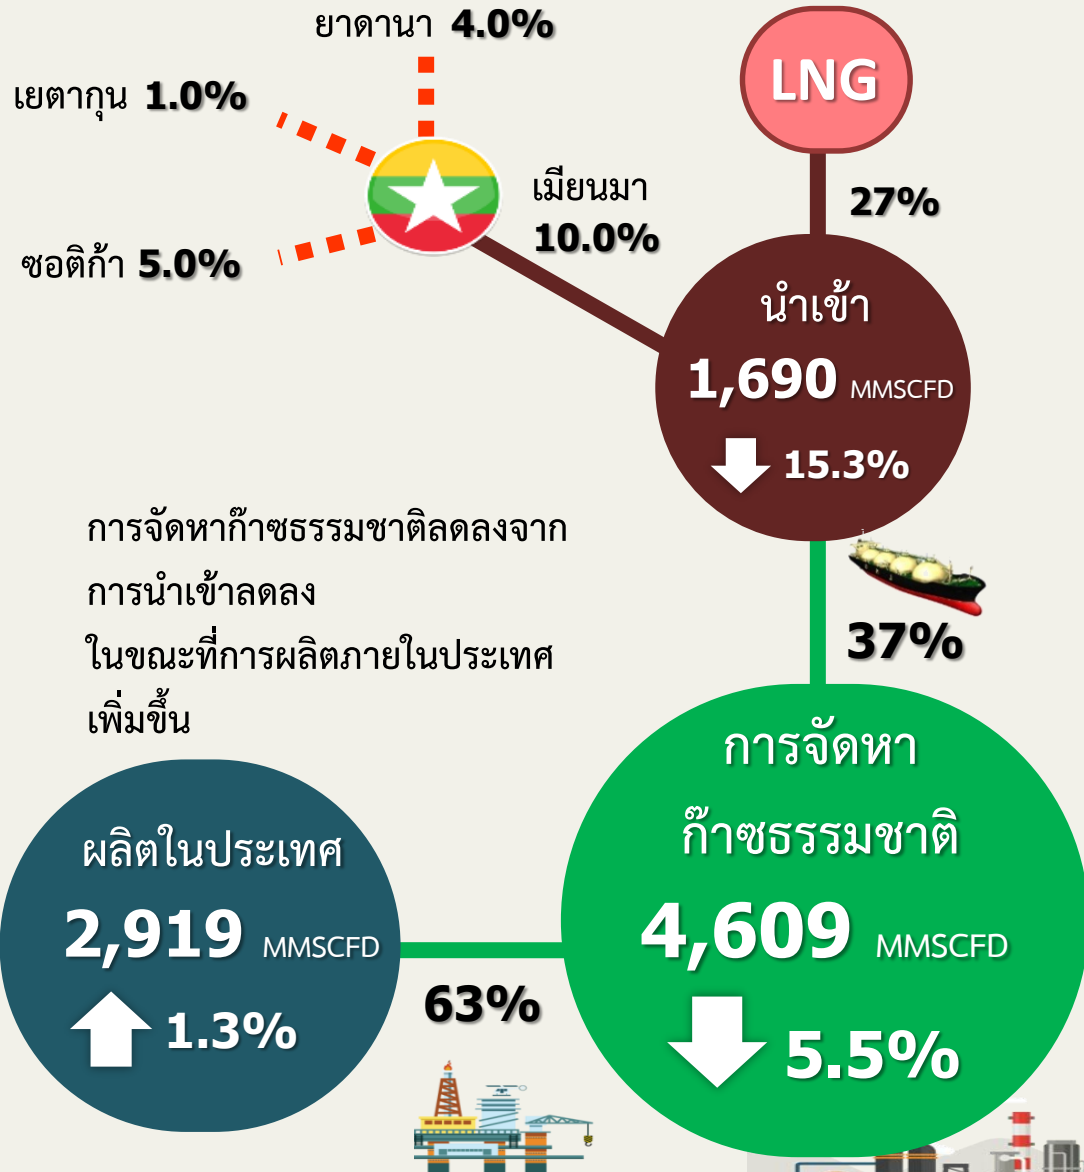 ยาดานา 4.0%
เยตากุน 1.0%
ซอติก้า 5.0%
เมียนมา
10.0%
LNG
27%
นำเข้า
1,690 MMSCFD
15.3%
37%
การจัดหาก๊าซธรรมชาติลดลงจาก
การนำเข้าลดลง
ในขณะที่การผลิตภายในประเทศ
เพิ่มขึ้น
ผลิตในประเทศ
2,919 MMSCFD
1.3%
63%
การจัดหา
ก๊าซธรรมชาติ
4,609 MMSCFD
5.5%